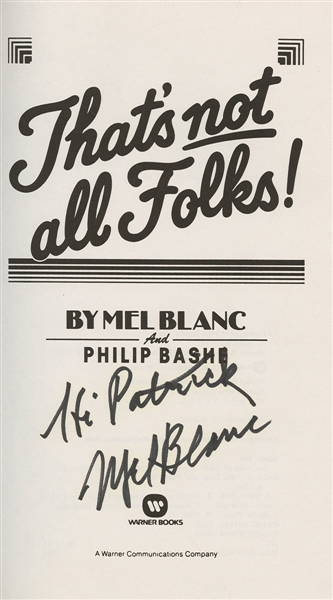 That's not
all Folks!
BY MEL BLANC
And
PHILIP BASHE
Hi Patrick
Mel Blanc
WARNER BOOKS
A Warner Communications Company